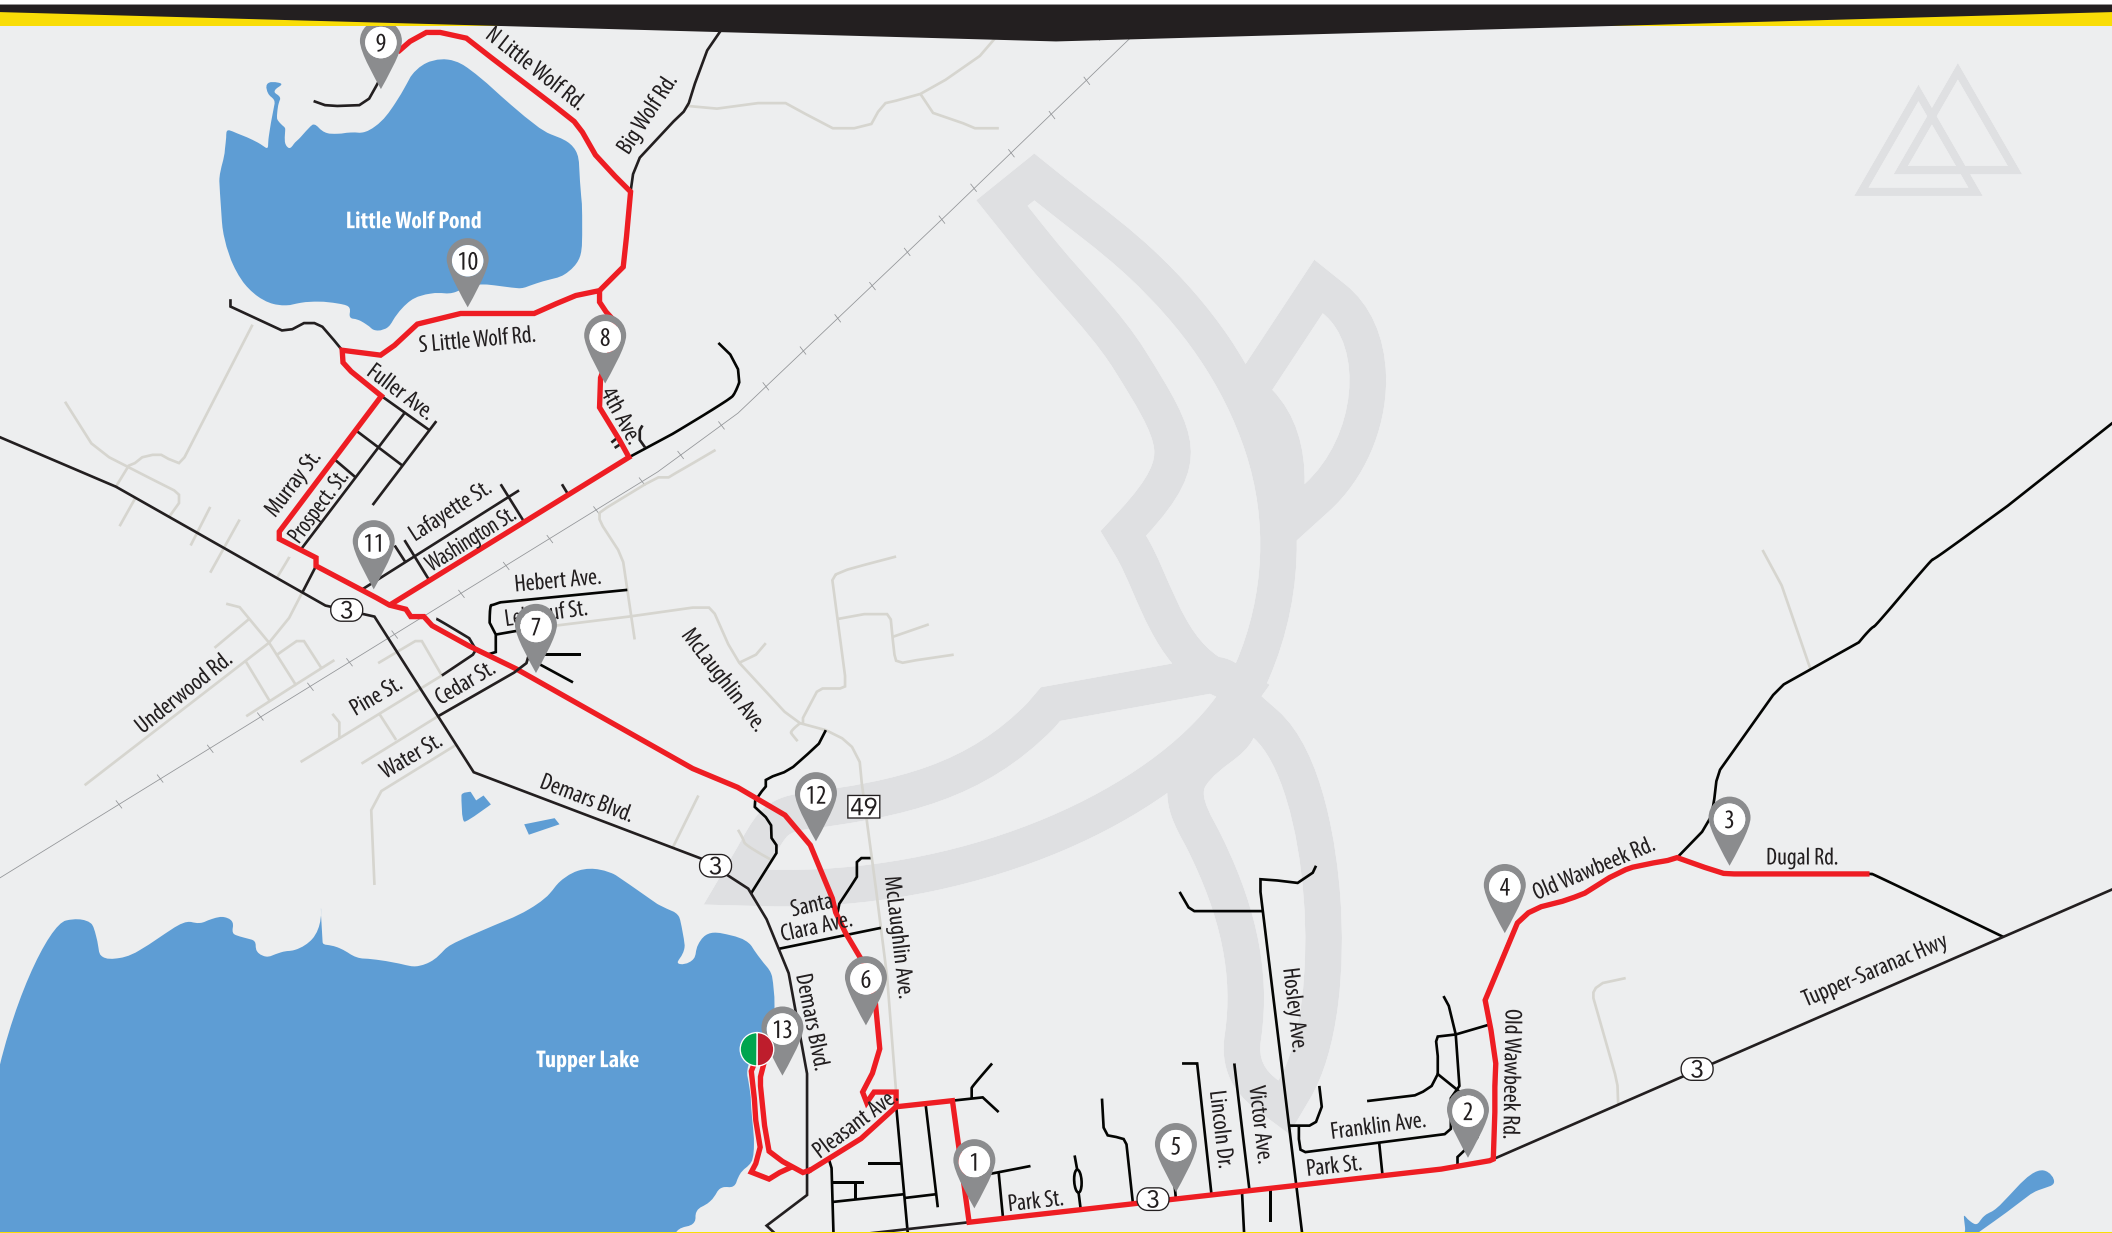 9
N Little Wolf Rd.
Big Wolf Rd.
Little Wolf Pond
10
S Little Wolf Rd.
8
Fuller Ave.
4th Ave.
Murray St.
Prospect. St.
Lafayette St.
Washington St.
11
Hebert Ave.
3
7
McLaughlin Ave.
Underwood Rd.
Pine St.
Cedar St.
Water St.
Demars Blvd.
12
49
3
3
Old Wawbeek Rd.
Dugal Rd.
4
McLaughlin Ave.
Santa
Clara Ave.
6
Tupper-Saranac Hwy
Demars Blvd.
Hosley Ave.
13
Tupper Lake
Old Wawbeek Rd.
3
Pleasant Ave.
Lincoln Dr.
Victor Ave.
2
Franklin Ave.
1
5
Park St.
Park St.
3